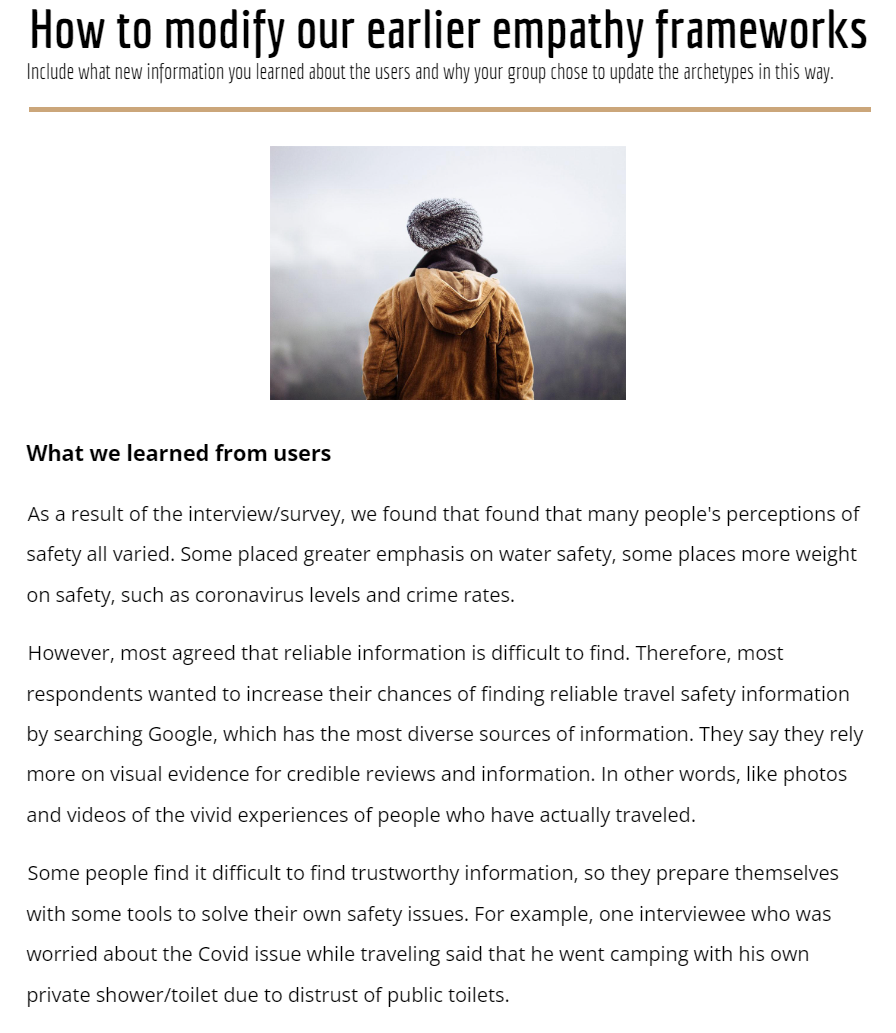 How to modify our earlier empathy frameworks
Include what new information you learned about the users and why your group chose to update the archetypes in this way.
What we learned from users
As a result of the interview/survey, we found that found that many people's perceptions of
safety all varied. Some placed greater emphasis on water safety, some places more weight
on safety, such as coronavirus levels and crime rates.
However, most agreed that reliable information is difficult to find. Therefore, most
respondents wanted to increase their chances of finding reliable travel safety information
by searching Google, which has the most diverse sources of information. They say they rely
more on visual evidence for credible reviews and information. In other words, like photos
and videos of the vivid experiences of people who have actually traveled.
Some people find it difficult to find trustworthy information, so they prepare themselves
with some tools to solve their own safety issues. For example, one interviewee who was
worried about the Covid issue while traveling said that he went camping with his own
private shower/toilet due to distrust of public toilets.